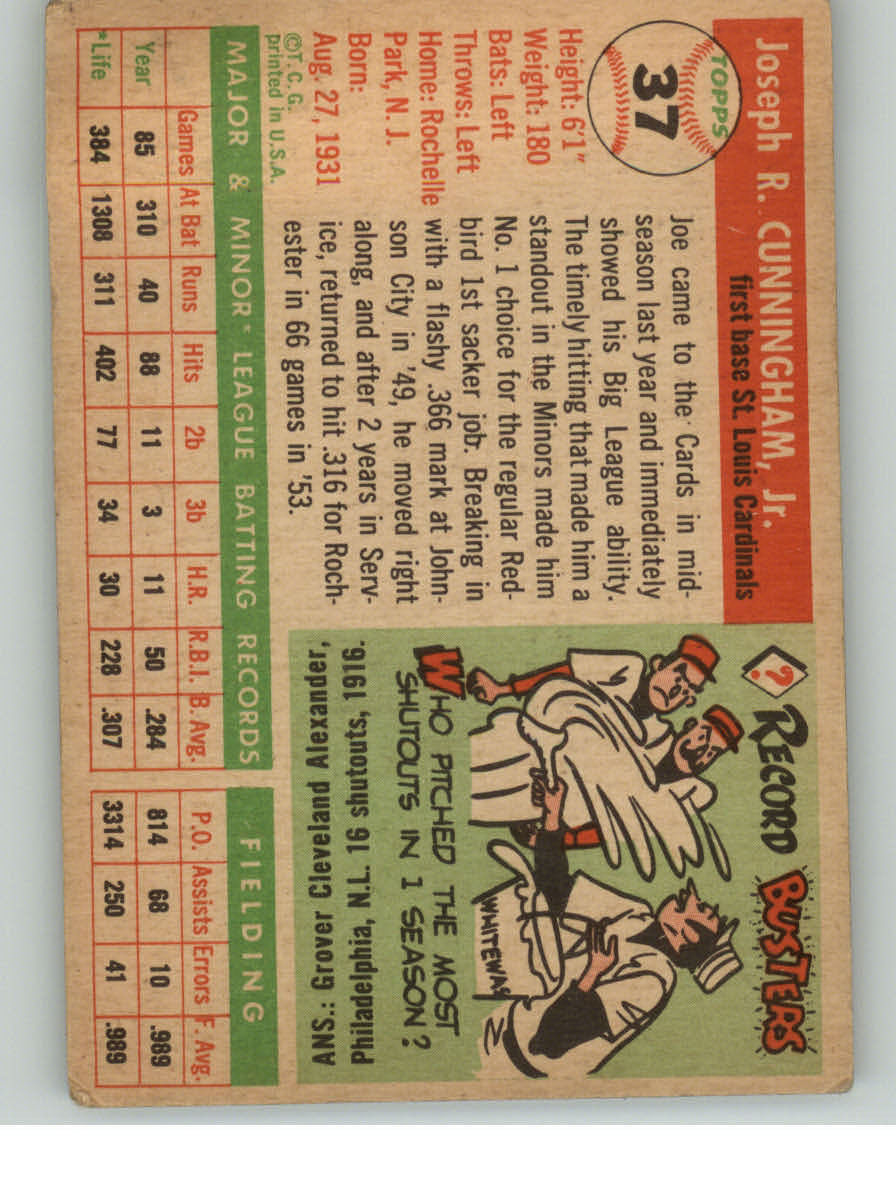 Joseph R. CUNNINGHAM, Jr.
first base St. Louis Cardinals
TOPPS
37
Height: 6'1"
Weight: 180
Bats: Left
Throws: Left
Home: Rochelle
Park, N. J.
Born:
Aug. 27, 1931
©T. C. G.
printed in U.S.A.
Joe came to the Cards in mid-
season last year and immediately
showed his Big League ability.
The timely hitting that made him a
standout in the Minors made him
No. 1 choice for the regular Red-
bird 1st sacker job. Breaking in
with a flashy .366 mark at John-
son City in '49, he moved right
along, and after 2 years in Serv-
ice, returned to hit .316 for Roch-
ester in 66 games in '53.
? RECORD BUSTERS
WHITEWAS
WHO PITCHED THE MOST
SHUTOUTS IN 1 SEASON?
ANS.: Grover Cleveland Alexander,
Philadelphia, N.L. 16 shutouts, 1916.
MAJOR & MINOR* LEAGUE BATTING RECORDS FIELDING
Games At Bat Runs Hits 2b 3b H.R. R.B.I. B. Avg. P.O. Assists Errors F. Avg.
Year 85 310 40 88 11 3 11 50 .284 814 68 10 .989
*Life 384 1308 311 402 77 34 30 228 .307 3314 250 41 .989